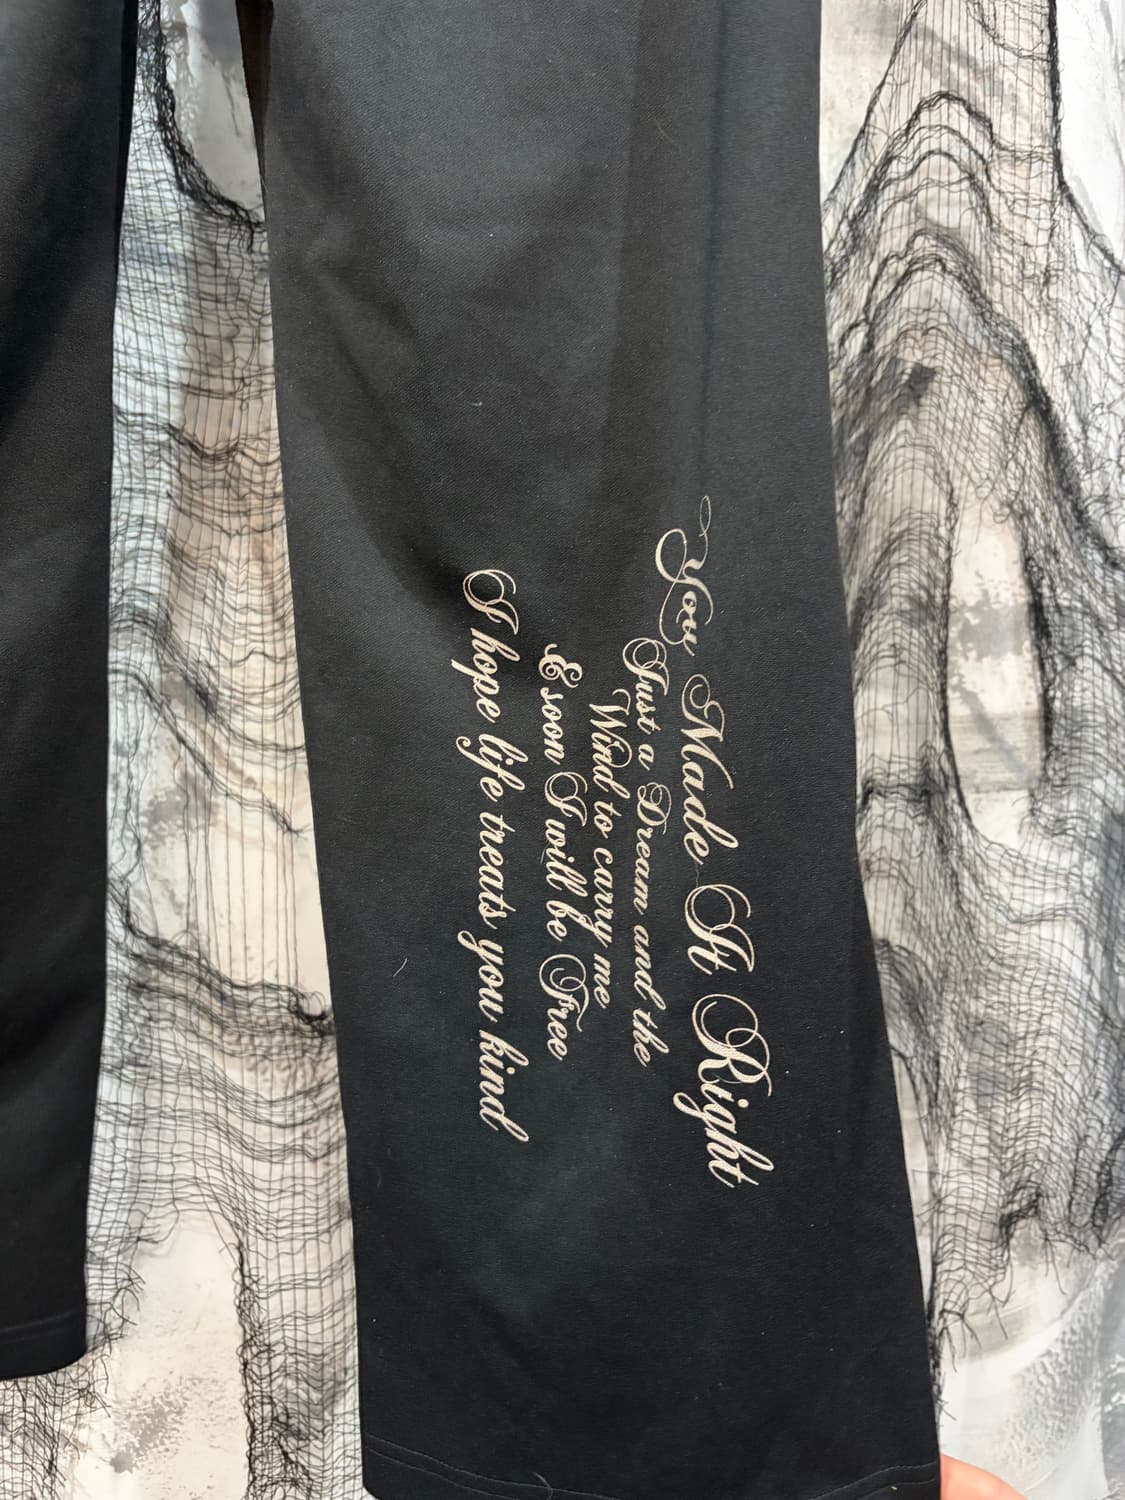 You Made It Right
Just a Dream and the
Wind to carry me
& soon I will be Free
I hope life treats you kind